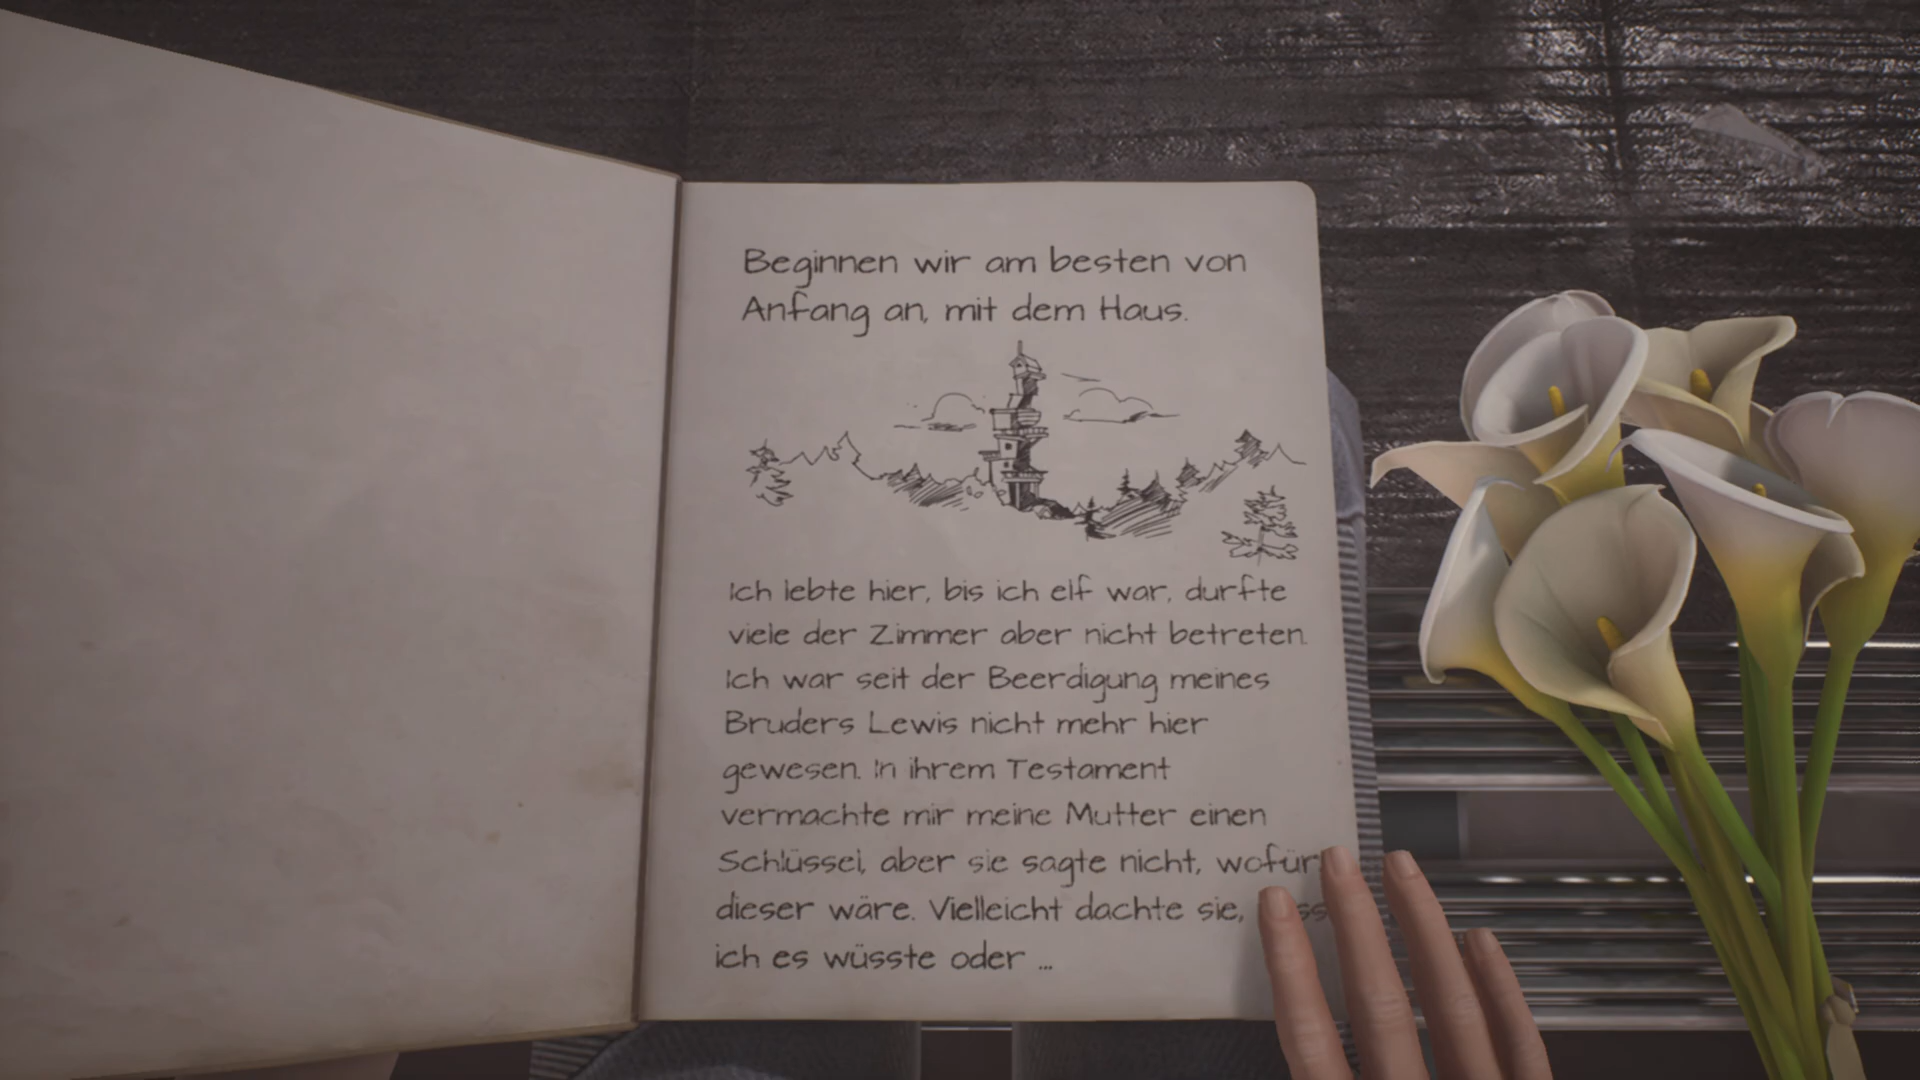 Beginnen wir am besten von
Anfang an, mit dem Haus.
Ich lebte hier, bis ich elf war, durfte
viele der Zimmer aber nicht betreten.
Ich war seit der Beerdigung meines
Bruders Lewis nicht mehr hier
gewesen. In ihrem Testament
vermachte mir meine Mutter einen
Schlüssel, aber sie sagte nicht, wofür
dieser wäre. Vielleicht dachte sie,
ich es wüsste oder ...